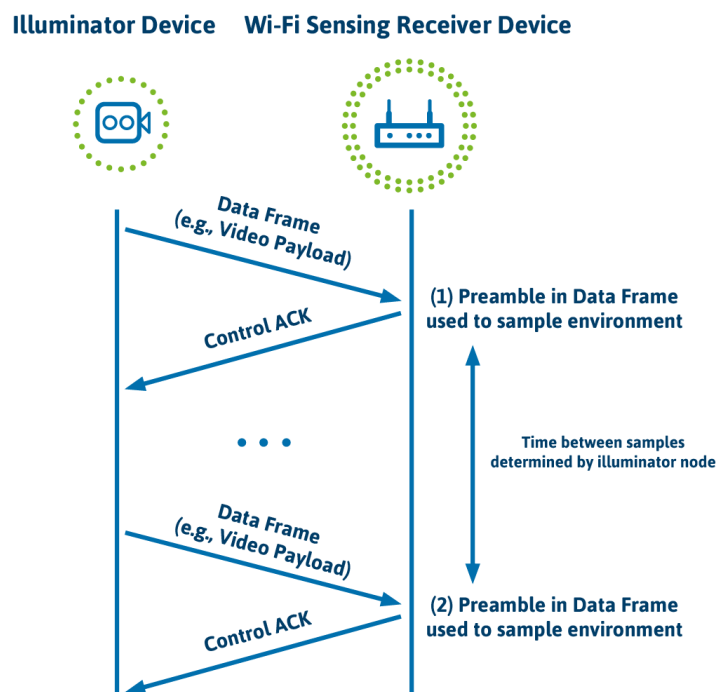 Illuminator Device
Wi-Fi Sensing Receiver Device
Data Frame
(e.g., Video Payload)
(1) Preamble in Data Frame
used to sample environment
Control ACK
Time between samples
determined by illuminator node
Data Frame
(e.g., Video Payload)
(2) Preamble in Data Frame
used to sample environment
Control ACK